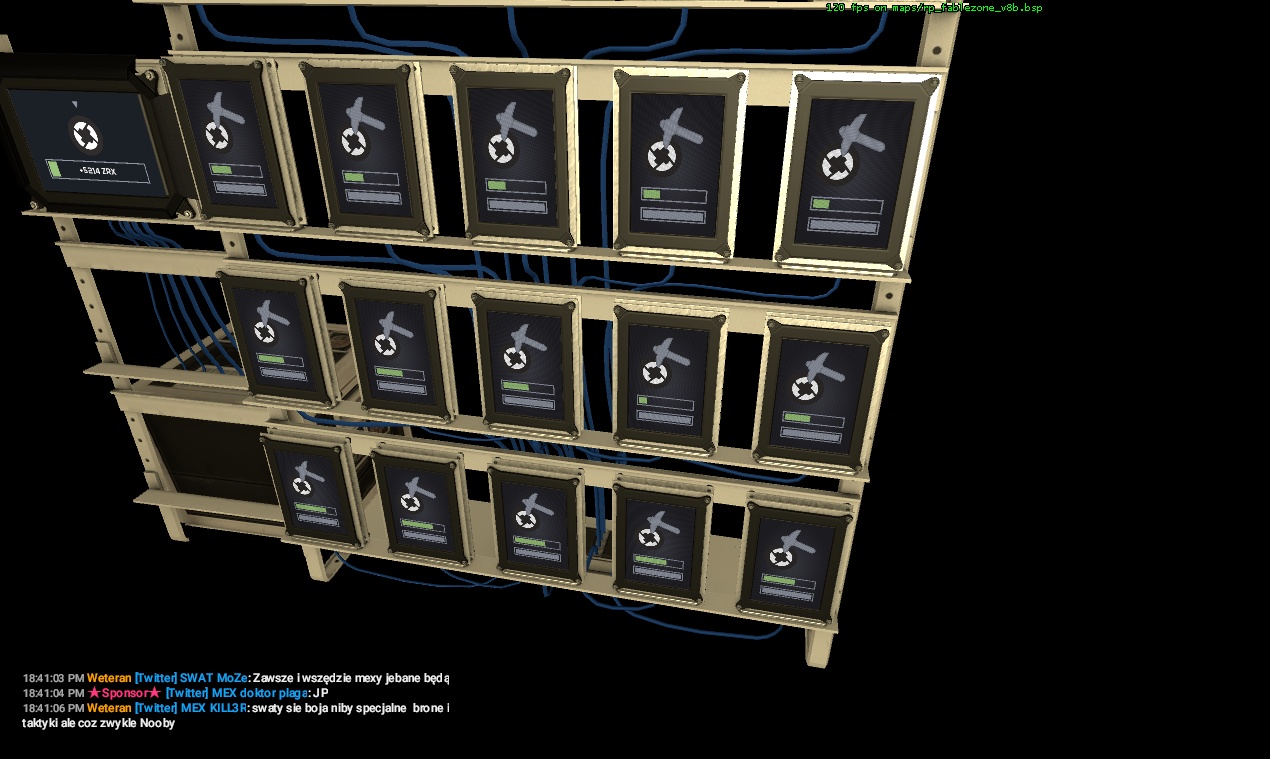 120 fps on maps/rp_fablezone_v8b.bsp
+5214 ZRX
18:41:03 PM Weteran [Twitter] SWAT MoZe: Zawsze i wszędzie mexy jebane będą
18:41:04 PM ★Sponsor★ [Twitter] MEX doktor plaga: JP
18:41:06 PM Weteran [Twitter] MEX KILL3R: swaty sie boja niby specjalne brone i
taktyki ale coz zwykle Nooby